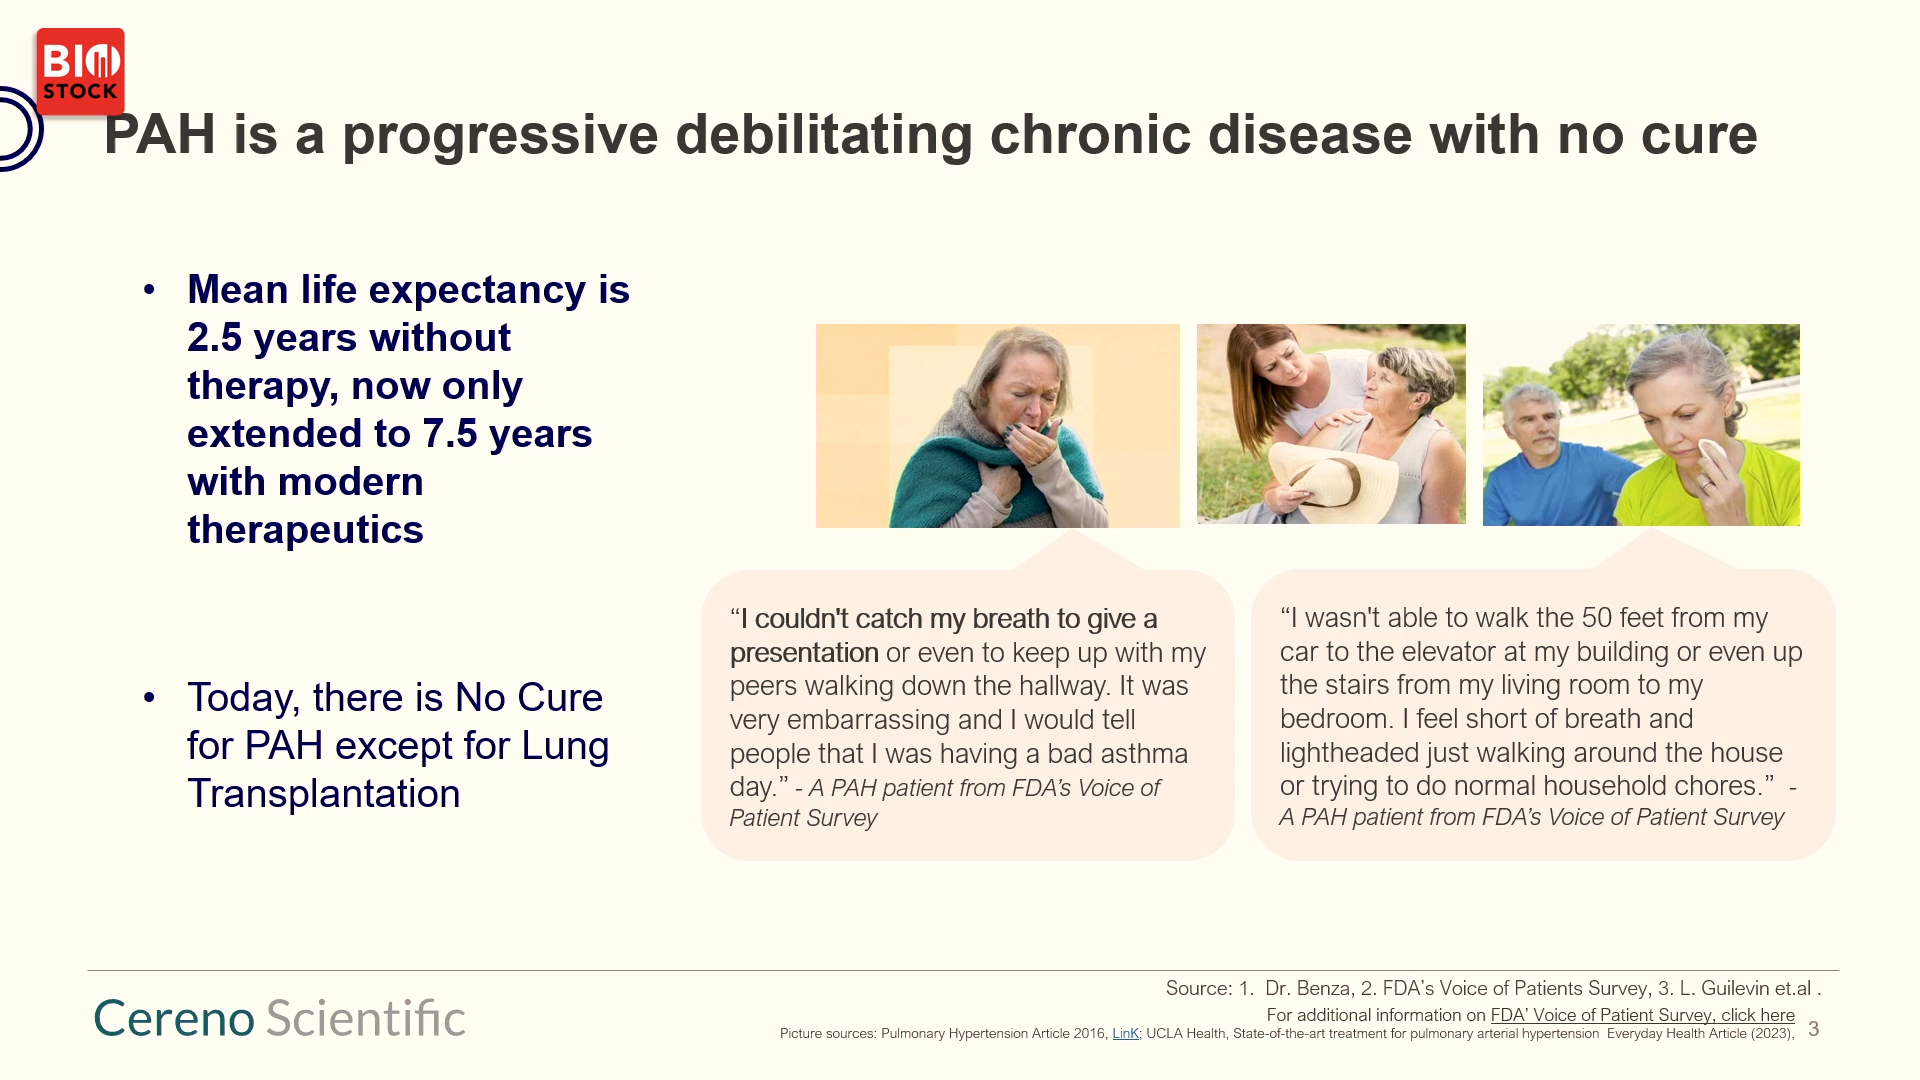 BIO
STOCK
PAH is a progressive debilitating chronic disease with no cure
• Mean life expectancy is
2.5 years without
therapy, now only
extended to 7.5 years
with modern
therapeutics
• Today, there is No Cure
for PAH except for Lung
Transplantation
“I couldn't catch my breath to give a
presentation or even to keep up with my
peers walking down the hallway. It was
very embarrassing and I would tell
people that I was having a bad asthma
day.” - A PAH patient from FDA’s Voice of
Patient Survey
“I wasn't able to walk the 50 feet from my
car to the elevator at my building or even up
the stairs from my living room to my
bedroom. I feel short of breath and
lightheaded just walking around the house
or trying to do normal household chores.” -
A PAH patient from FDA’s Voice of Patient Survey
Cereno Scientific
Source: 1. Dr. Benza, 2. FDA’s Voice of Patients Survey, 3. L. Guilevin et.al .
For additional information on FDA’ Voice of Patient Survey, click here
Picture sources: Pulmonary Hypertension Article 2016, LinK; UCLA Health, State-of-the-art treatment for pulmonary arterial hypertension Everyday Health Article (2023),
3